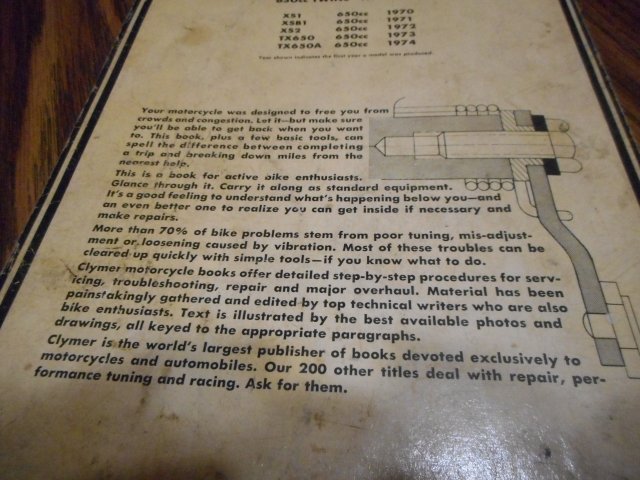 650cc TWINS
XS1 650cc 1970
XSB1 650cc 1971
XS2 650cc 1972
TX650 650cc 1973
TX650A 650cc 1974
Year shown indicates the first year a model was produced.
Your motorcycle was designed to free you from
crowds and congestion. Let it—but make sure
you'll be able to get back when you want
to. This book, plus a few basic tools, can
spell the difference between completing
a trip and breaking down miles from the
nearest help.
This is a book for active bike enthusiasts.
Glance through it. Carry it along as standard equipment.
It's a good feeling to understand what's happening below you—and
an even better one to realize you can get inside if necessary and
make repairs.
More than 70% of bike problems stem from poor tuning, mis-adjust-
ment or loosening caused by vibration. Most of these troubles can be
cleared up quickly with simple tools—if you know what to do.
Clymer motorcycle books offer detailed step-by-step procedures for serv-
icing, troubleshooting, repair and major overhaul. Material has been
painstakingly gathered and edited by top technical writers who are also
bike enthusiasts. Text is illustrated by the best available photos and
drawings, all keyed to the appropriate paragraphs.
Clymer is the world's largest publisher of books devoted exclusively to
motorcycles and automobiles. Our 200 other titles deal with repair, per-
formance tuning and racing. Ask for them.